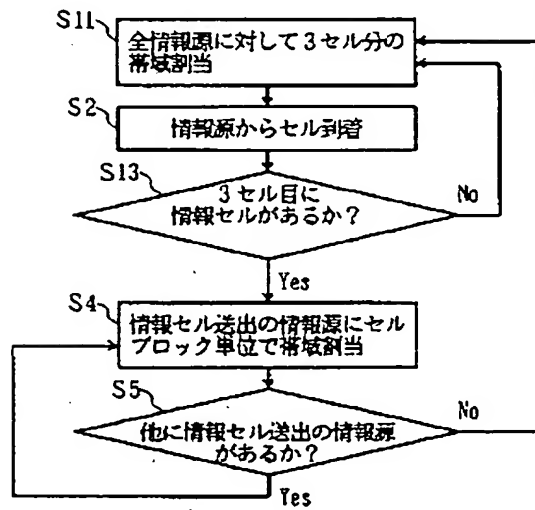 S11
全情報源に対して3セル分の
帯域割当
S2
情報源からセル到着
S13
3セル目に
情報セルがあるか?
No
Yes
S4
情報セル送出の情報源にセル
ブロック単位で帯域割当
S5
他に情報セル送出の情報源
があるか?
No
Yes